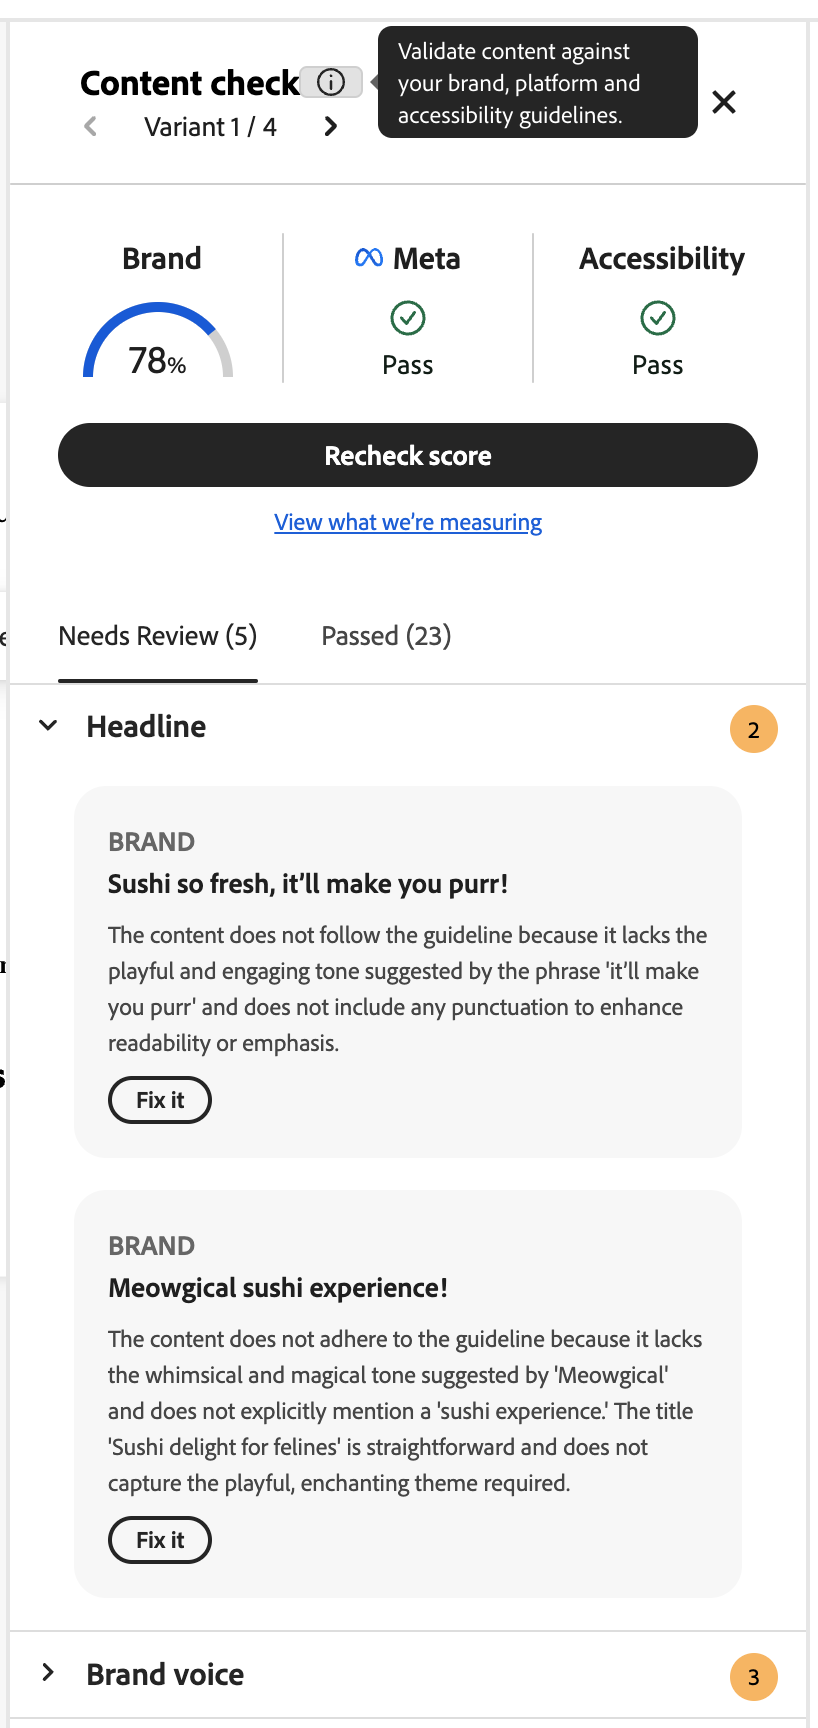 Content check
Validate content against
your brand, platform and
accessibility guidelines.
Variant 1 / 4
Brand
78%
Meta
Pass
Accessibility
Pass
Recheck score
View what we're measuring
Needs Review (5)
Passed (23)
Headline
2
BRAND
Sushi so fresh, it’ll make you purr!
The content does not follow the guideline because it lacks the
playful and engaging tone suggested by the phrase 'it’ll make
you purr' and does not include any punctuation to enhance
readability or emphasis.
Fix it
BRAND
Meowgical sushi experience!
The content does not adhere to the guideline because it lacks
the whimsical and magical tone suggested by 'Meowgical'
and does not explicitly mention a 'sushi experience.' The title
'Sushi delight for felines' is straightforward and does not
capture the playful, enchanting theme required.
Fix it
Brand voice
3